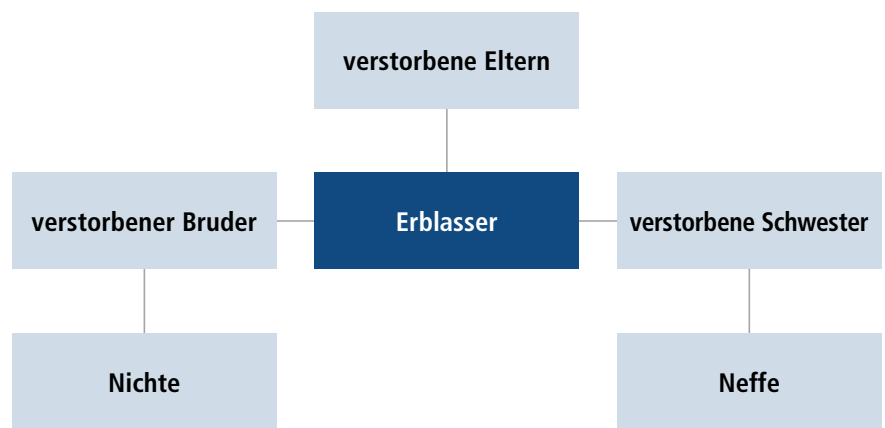 verstorbene Eltern
verstorbener Bruder
Erblasser
verstorbene Schwester
Nichte
Neffe